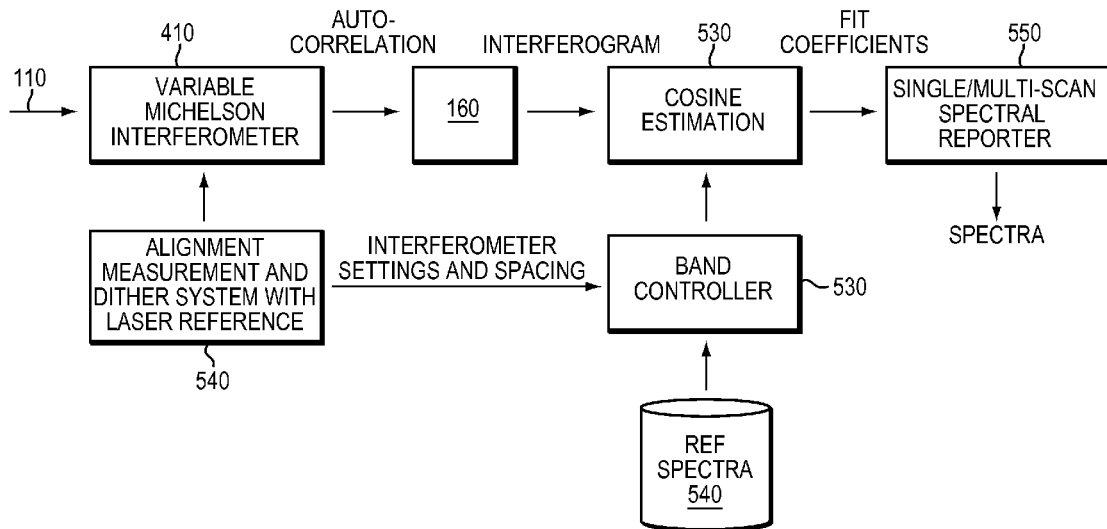 AUTO-
CORRELATION
INTERFEROGRAM
FIT
COEFFICIENTS
110
410
VARIABLE
MICHELSON
INTERFEROMETER
160
530
COSINE
ESTIMATION
550
SINGLE/MULTI-SCAN
SPECTRAL
REPORTER
SPECTRA
ALIGNMENT
MEASUREMENT AND
DITHER SYSTEM WITH
LASER REFERENCE
540
INTERFEROMETER
SETTINGS AND SPACING
BAND
CONTROLLER
530
REF
SPECTRA
540